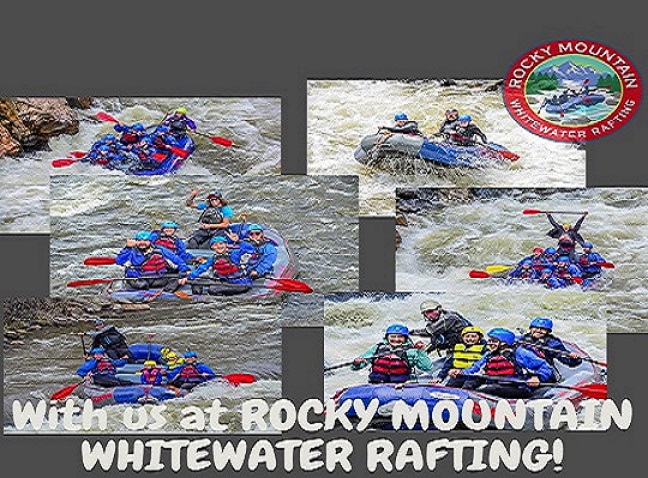 ROCKY MOUNTAIN
WHITEWATER RAFTING
With us at ROCKY MOUNTAIN
WHITEWATER RAFTING!